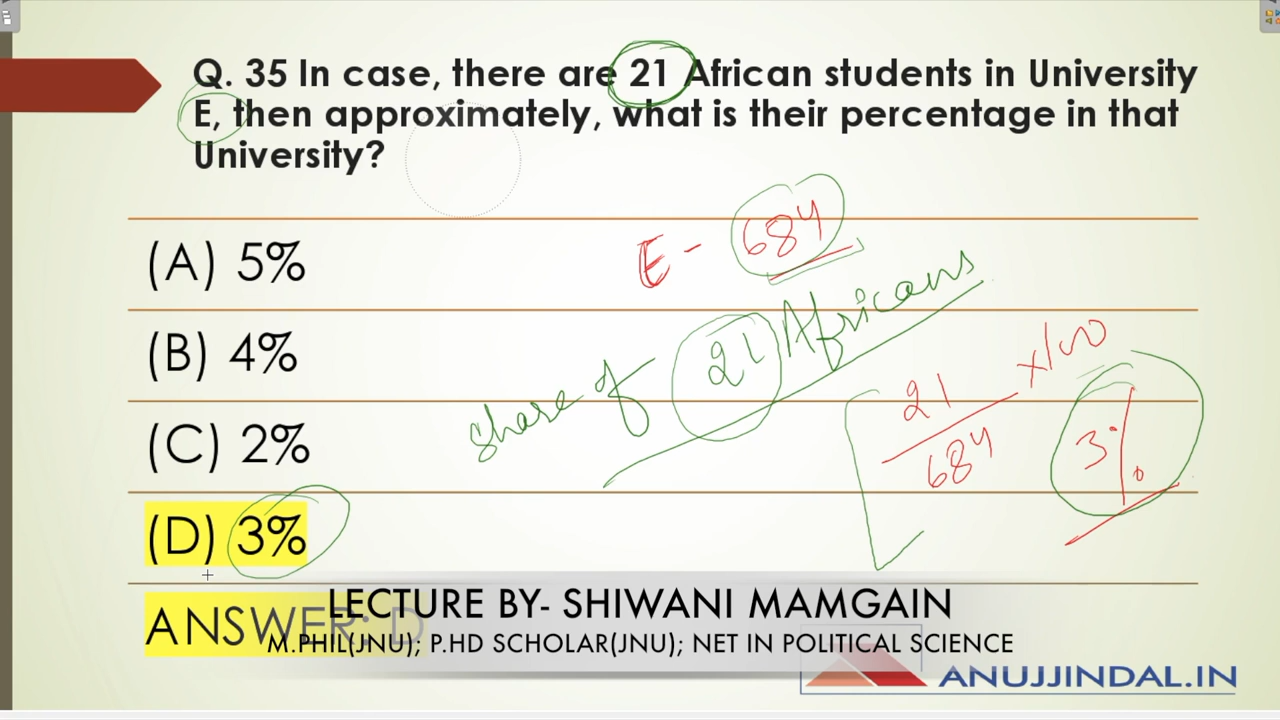 Q. 35 In case, there are 21 African students in University
E, then approximately, what is their percentage in that
University?
E - 684
(A) 5%
share of 21 Africans
(B) 4%
21/684 x100
3%
(C) 2%
(D) 3%
ANSWER: D
LECTURE BY- SHIWANI MAMGAIN
M.PHIL(JNU); P.HD SCHOLAR(JNU); NET IN POLITICAL SCIENCE
ANUJJINDAL.IN